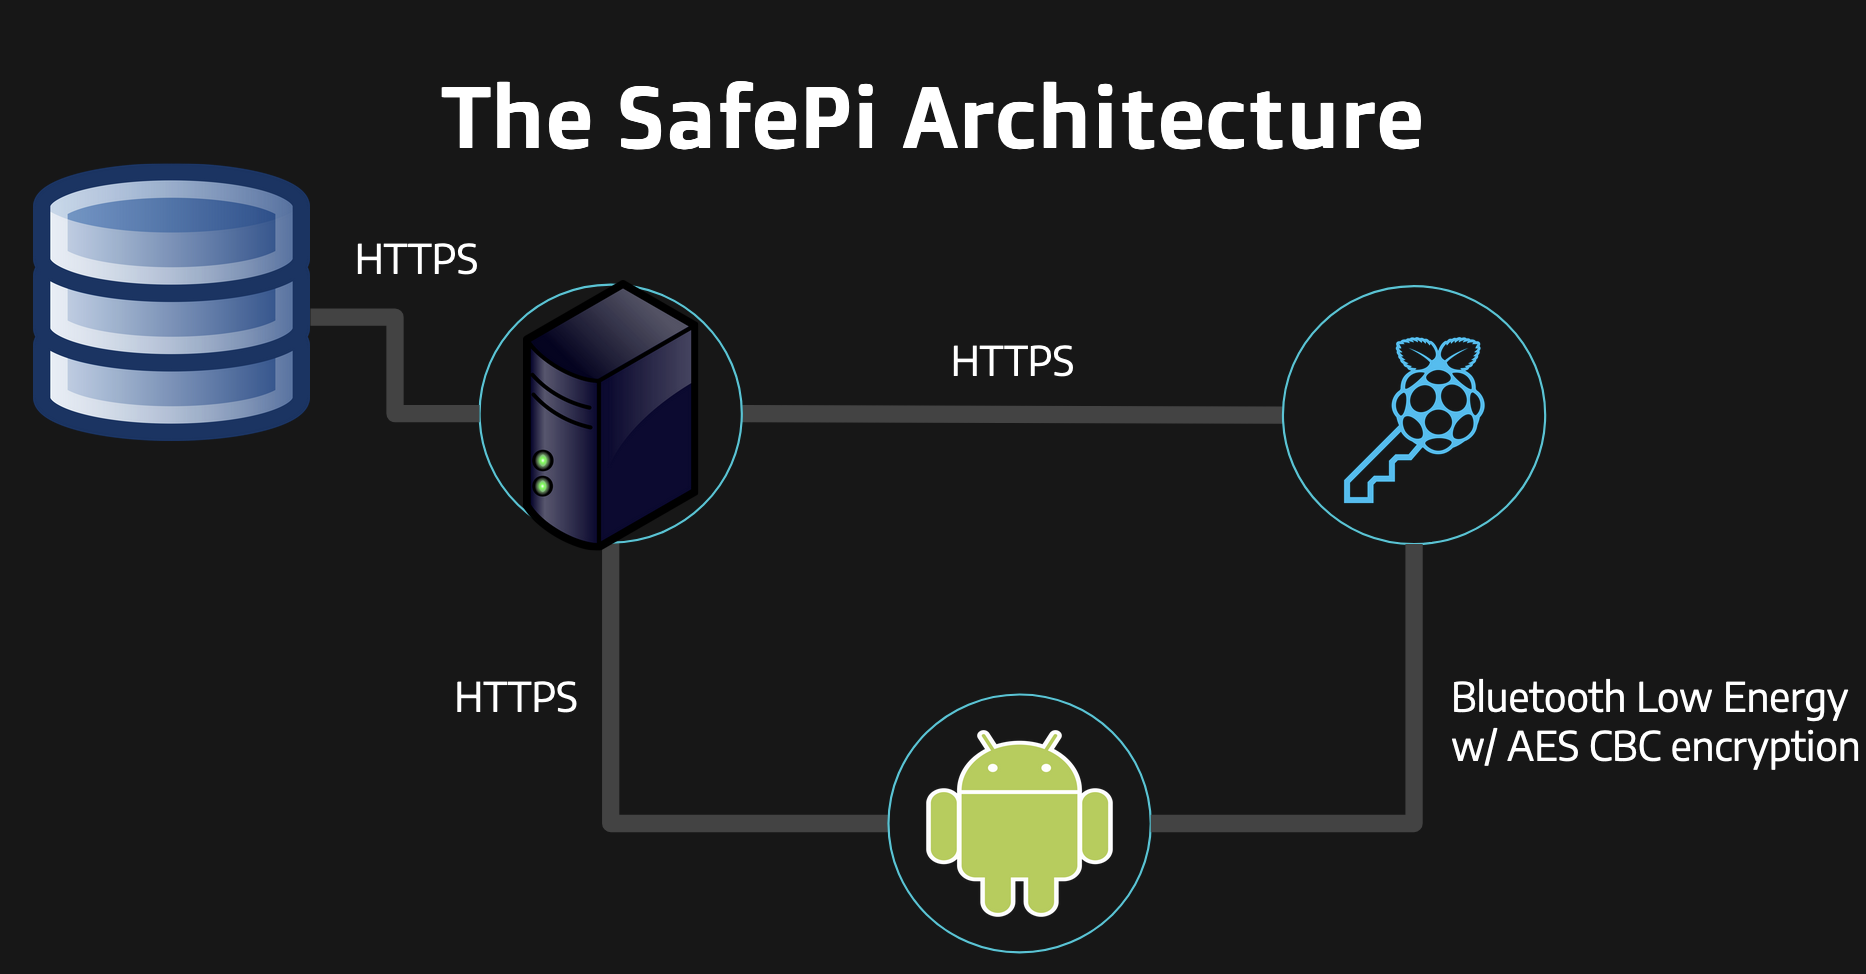 The SafePi Architecture
HTTPS
HTTPS
HTTPS
Bluetooth Low Energy
w/ AES CBC encryption